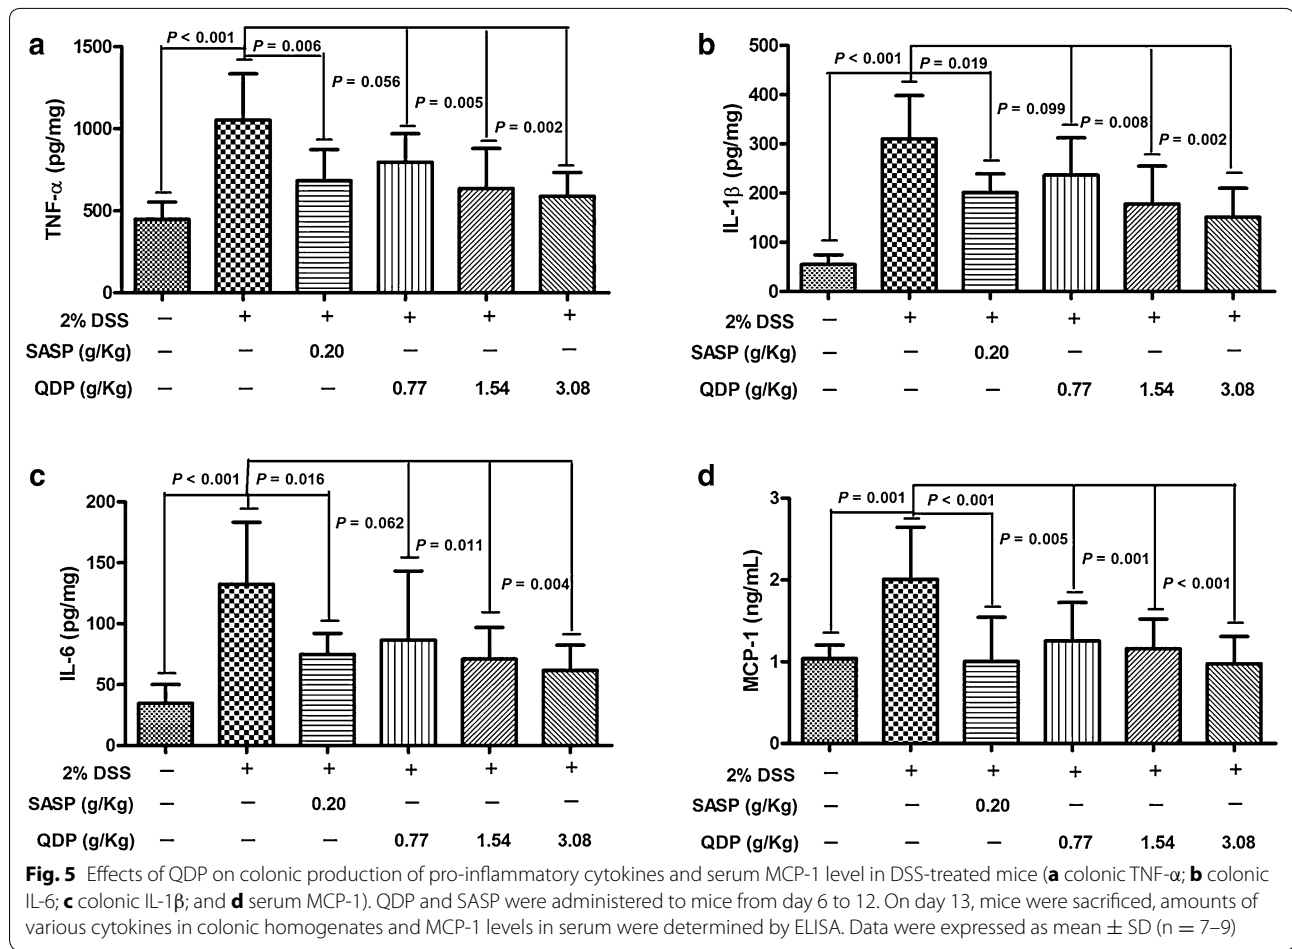 a
P < 0.001
P = 0.006
P = 0.056
P = 0.005
P = 0.002
TNF-α (pg/mg)
1500
1000
500
0
2% DSS − + + + + +
SASP (g/Kg) − − 0.20 − − −
QDP (g/Kg) − − − 0.77 1.54 3.08
b
P < 0.001
P = 0.019
P = 0.099
P = 0.008
P = 0.002
IL-1β (pg/mg)
500
400
300
200
100
0
2% DSS − + + + + +
SASP (g/Kg) − − 0.20 − − −
QDP (g/Kg) − − − 0.77 1.54 3.08
c
P < 0.001
P = 0.016
P = 0.062
P = 0.011
P = 0.004
IL-6 (pg/mg)
200
150
100
50
0
2% DSS − + + + + +
SASP (g/Kg) − − 0.20 − − −
QDP (g/Kg) − − − 0.77 1.54 3.08
d
P = 0.001
P < 0.001
P = 0.005
P = 0.001
P < 0.001
MCP-1 (ng/mL)
3
2
1
0
2% DSS − + + + + +
SASP (g/Kg) − − 0.20 − − −
QDP (g/Kg) − − − 0.77 1.54 3.08
Fig. 5 Effects of QDP on colonic production of pro-inflammatory cytokines and serum MCP-1 level in DSS-treated mice (a colonic TNF-α; b colonic
IL-6; c colonic IL-1β; and d serum MCP-1). QDP and SASP were administered to mice from day 6 to 12. On day 13, mice were sacrificed, amounts of
various cytokines in colonic homogenates and MCP-1 levels in serum were determined by ELISA. Data were expressed as mean ± SD (n = 7–9)